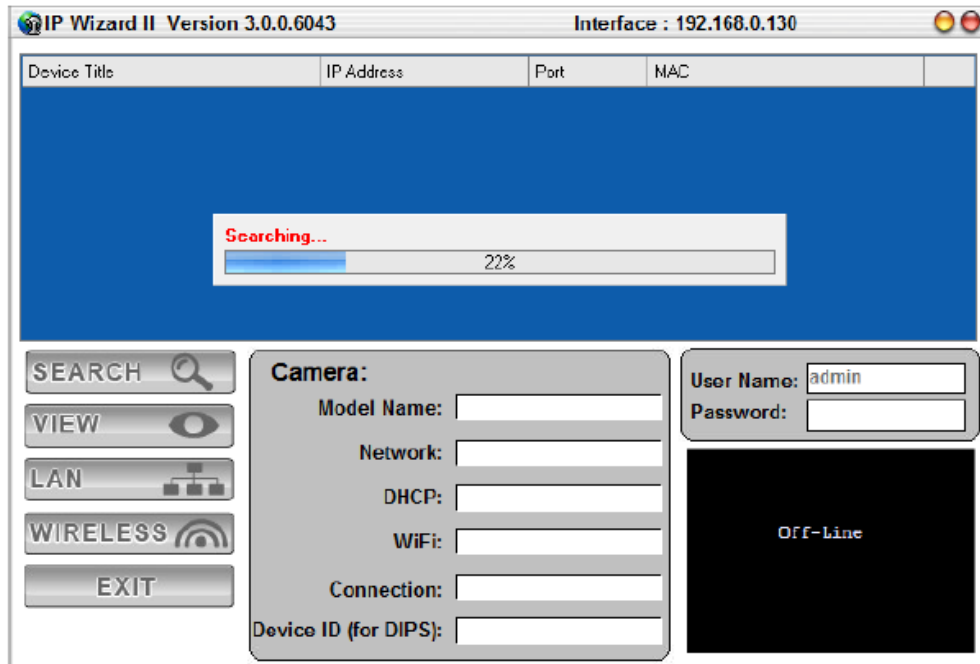 IP Wizard II Version 3.0.0.6043 Interface : 192.168.0.130
Device Title IP Address Port MAC
Searching...
22%
SEARCH
VIEW
LAN
WIRELESS
EXIT
Camera:
Model Name:
Network:
DHCP:
WiFi:
Connection:
Device ID (for DIPS):
User Name: admin
Password:
Off-Line